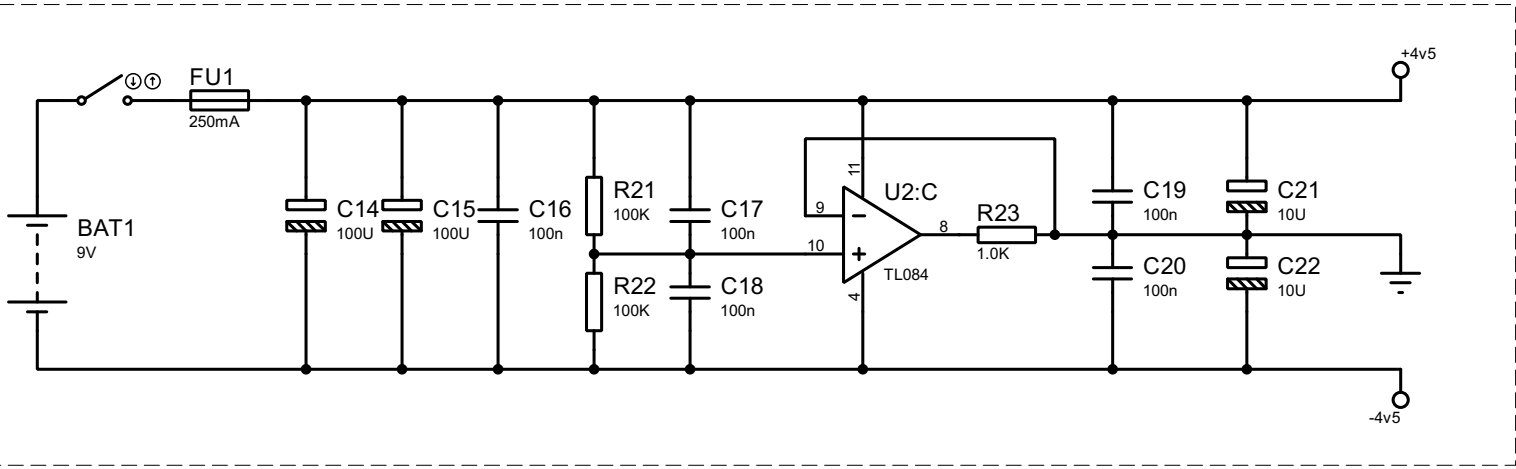 +4v5
FU1
250mA
BAT1
9V
C14
100U
C15
100U
C16
100n
R21
100K
R22
100K
C17
100n
C18
100n
9
10
11
4
U2:C
TL084
8
R23
1.0K
C19
100n
C20
100n
C21
10U
C22
10U
-4v5